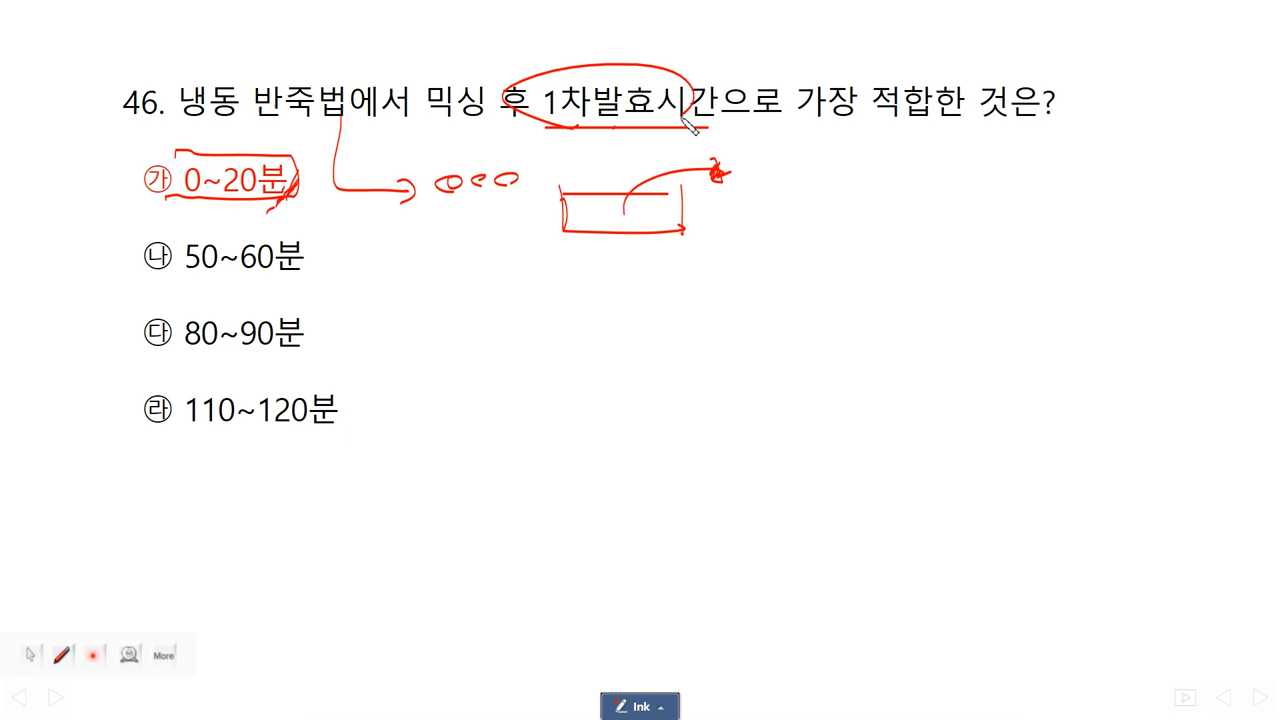 46. 냉동 반죽법에서 믹싱 후 1차발효시간으로 가장 적합한 것은?
㉮ 0~20분
㉯ 50~60분
㉰ 80~90분
㉱ 110~120분
More
Ink